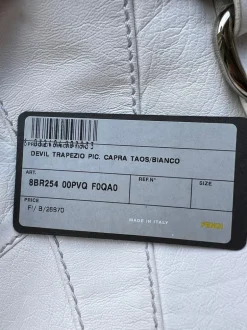 DEVIL TRAPEZIO PIC. CAPRA TAOS/BIANCO
ART.
8BR254 00PVQ F0QA0
REF.N°
SIZE
PRICE
MADE IN ITALY